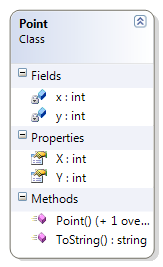 Point
Class
Fields
x : int
y : int
Properties
X : int
Y : int
Methods
Point() (+ 1 ove...
ToString() : string